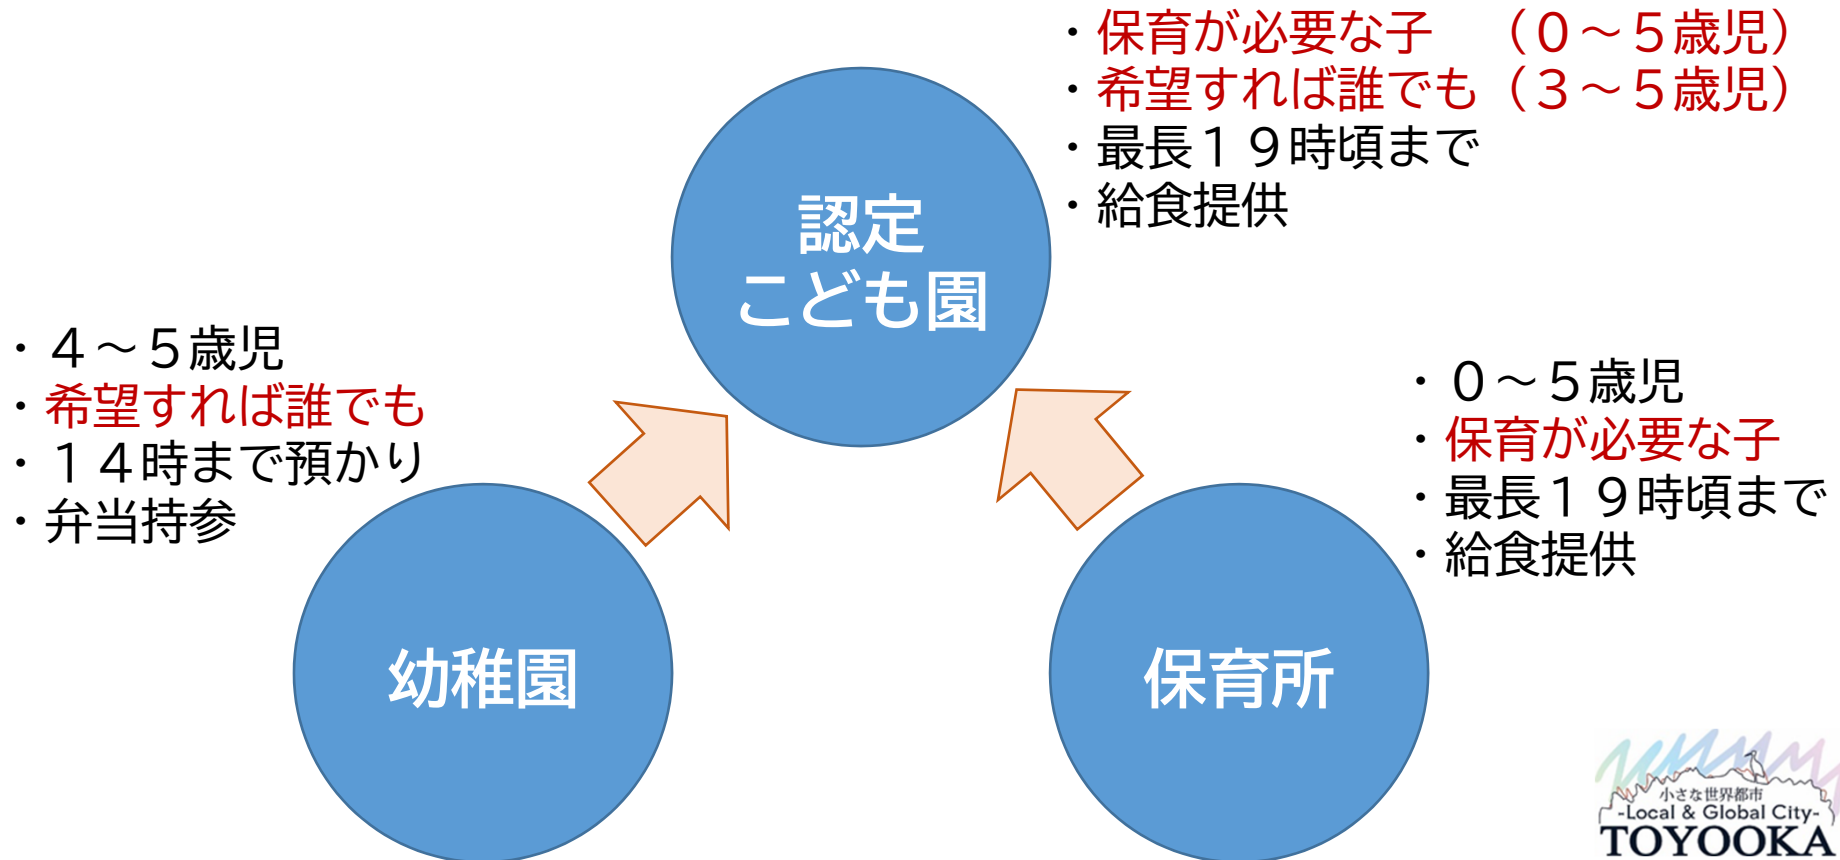 ・保育が必要な子　（０～５歳児）
・希望すれば誰でも（３～５歳児）
・最長１９時頃まで
・給食提供
認定
こども園
・４～５歳児
・希望すれば誰でも
・１４時まで預かり
・弁当持参
・０～５歳児
・保育が必要な子
・最長１９時頃まで
・給食提供
幼稚園
保育所
小さな世界都市
-Local & Global City-
TOYOOKA